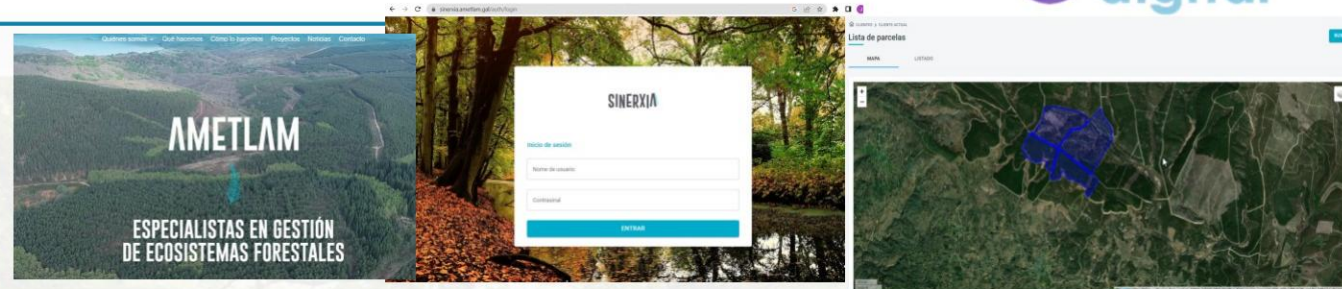 Quiénes somos Qué hacemos Cómo lo hacemos Proyectos Noticias Contacto
AMETLAM
ESPECIALISTAS EN GESTIÓN
DE ECOSISTEMAS FORESTALES
sinerxia.ametlam.gal/auth/login
SINERXIA
Inicio de sesión
Nome de usuario
Contrasinal
ENTRAR
digital
Lista de parcelas
MAPA LISTADO
+
−